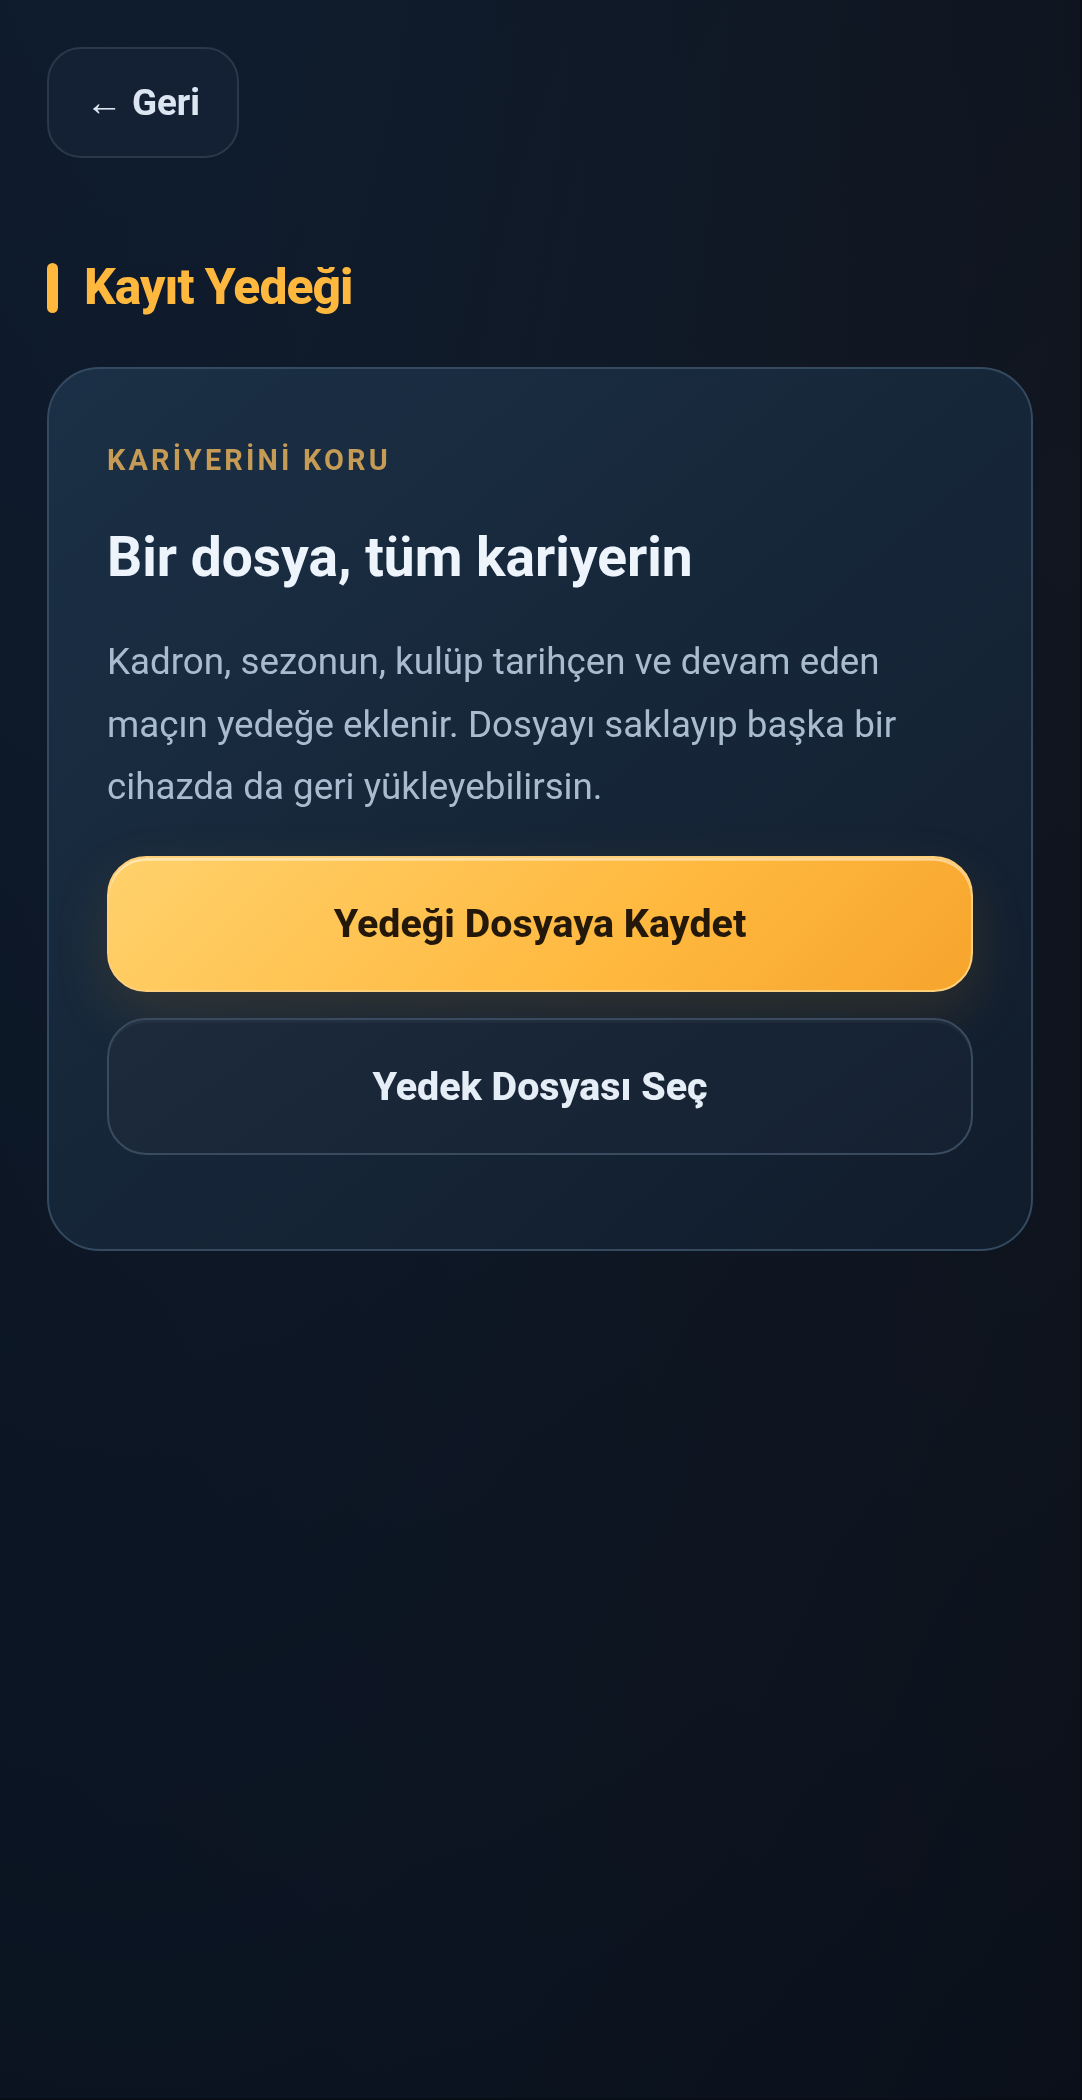 ← Geri
Kayıt Yedeği
KARİYERİNİ KORU
Bir dosya, tüm kariyerin
Kadron, sezonun, kulüp tarihçen ve devam eden
maçın yedeğe eklenir. Dosyayı saklayıp başka bir
cihazda da geri yükleyebilirsin.
Yedeği Dosyaya Kaydet
Yedek Dosyası Seç